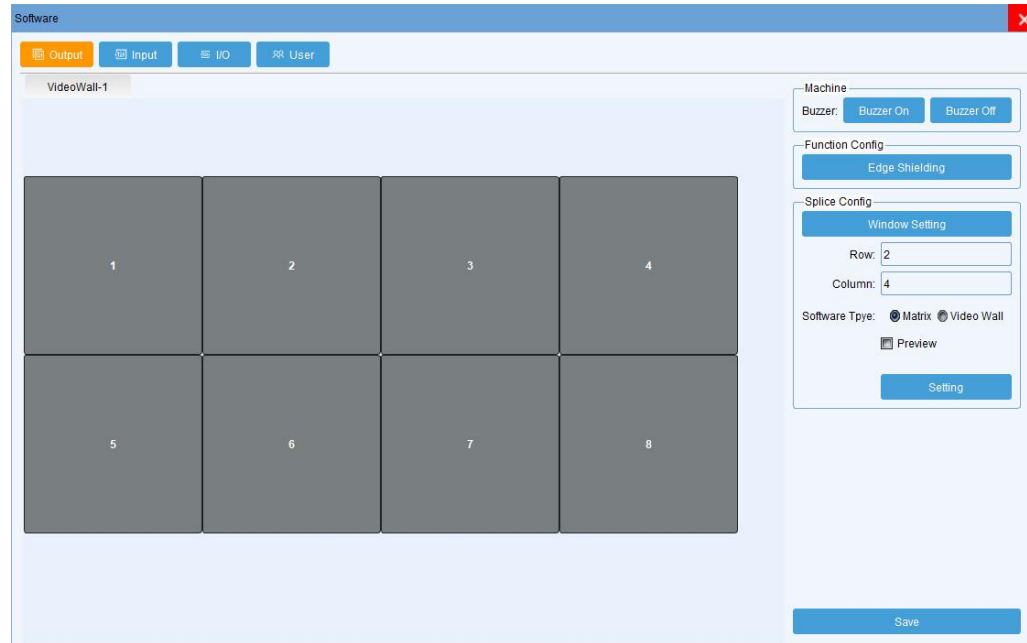 Software
Output Input I/O User
VideoWall-1
Machine
Buzzer: Buzzer On Buzzer Off
Function Config
Edge Shielding
Splice Config
Window Setting
Row: 2
Column: 4
Software Tpye: Matrix Video Wall
Preview
Setting
1 2 3 4
5 6 7 8
Save